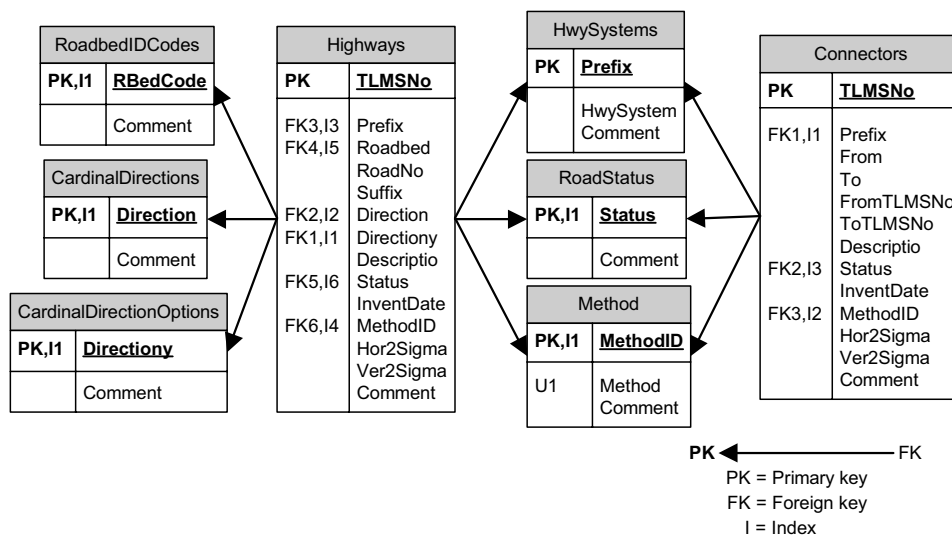 RoadbedIDCodes
PK,I1 RBedCode
Comment
CardinalDirections
PK,I1 Direction
Comment
CardinalDirectionOptions
PK,I1 Directiony
Comment
Highways
PK TLMSNo
FK3,I3 Prefix
FK4,I5 Roadbed
RoadNo
Suffix
FK2,I2 Direction
FK1,I1 Directiony
Descriptio
FK5,I6 Status
InventDate
FK6,I4 MethodID
Hor2Sigma
Ver2Sigma
Comment
HwySystems
PK Prefix
HwySystem
Comment
RoadStatus
PK,I1 Status
Comment
Method
PK,I1 MethodID
U1 Method
Comment
Connectors
PK TLMSNo
FK1,I1 Prefix
From
To
FromTLMSNo
ToTLMSNo
Descriptio
FK2,I3 Status
InventDate
FK3,I2 MethodID
Hor2Sigma
Ver2Sigma
Comment
PK FK
PK = Primary key
FK = Foreign key
I = Index